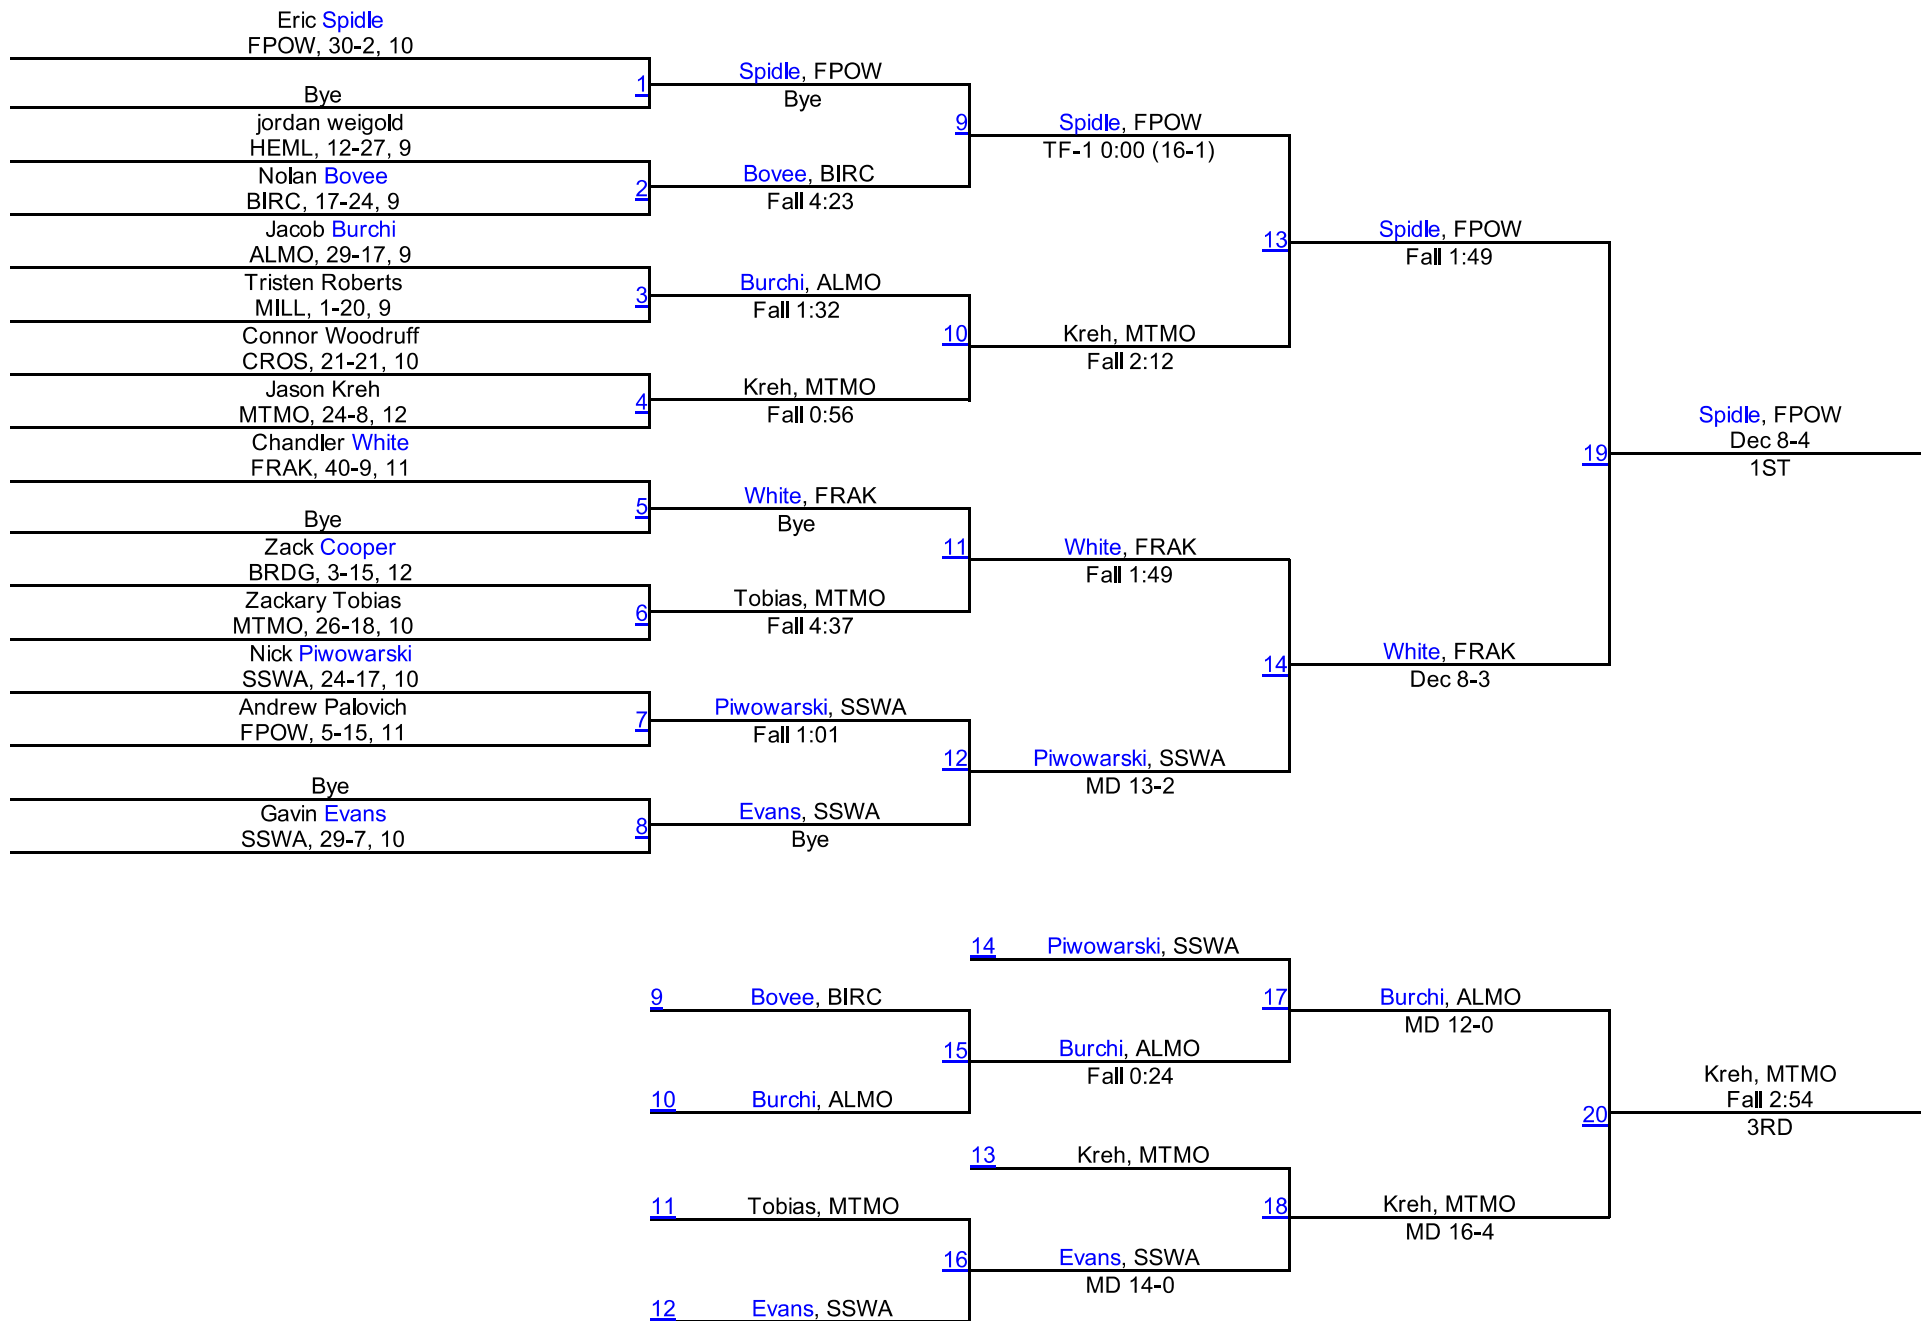 Eric Spidle
FPOW, 30-2, 10
Bye
1
jordan weigold
HEML, 12-27, 9
Nolan Bovee
BIRC, 17-24, 9
2
Jacob Burchi
ALMO, 29-17, 9
Tristen Roberts
MILL, 1-20, 9
3
Connor Woodruff
CROS, 21-21, 10
Jason Kreh
MTMO, 24-8, 12
4
Chandler White
FRAK, 40-9, 11
Bye
5
Zack Cooper
BRDG, 3-15, 12
Zackary Tobias
MTMO, 26-18, 10
6
Nick Piwowarski
SSWA, 24-17, 10
Andrew Palovich
FPOW, 5-15, 11
7
Bye
Gavin Evans
SSWA, 29-7, 10
8
Spidle, FPOW
Bye
9
Bovee, BIRC
Fall 4:23
Burchi, ALMO
Fall 1:32
10
Kreh, MTMO
Fall 0:56
White, FRAK
Bye
11
Tobias, MTMO
Fall 4:37
Piwowarski, SSWA
Fall 1:01
12
Evans, SSWA
Bye
Spidle, FPOW
TF-1 0:00 (16-1)
13
Kreh, MTMO
Fall 2:12
White, FRAK
Fall 1:49
14
Piwowarski, SSWA
MD 13-2
Spidle, FPOW
Fall 1:49
19
White, FRAK
Dec 8-3
Spidle, FPOW
Dec 8-4
1ST
14 Piwowarski, SSWA
9 Bovee, BIRC
17
15
Burchi, ALMO
Fall 0:24
10 Burchi, ALMO
Burchi, ALMO
MD 12-0
20
13 Kreh, MTMO
11 Tobias, MTMO
18
16
Evans, SSWA
MD 14-0
12 Evans, SSWA
Kreh, MTMO
MD 16-4
Kreh, MTMO
Fall 2:54
3RD